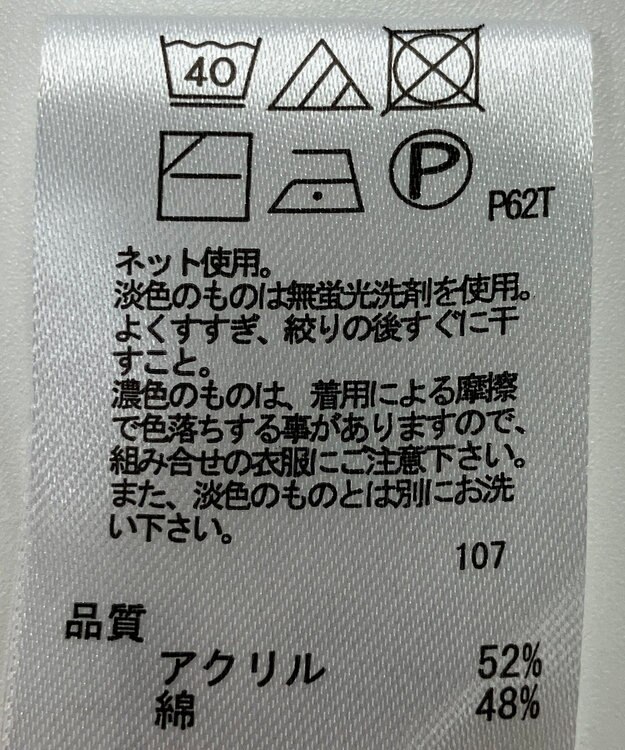 40
P
P62T
ネット使用。
淡色のものは無蛍光洗剤を使用。
よくすすぎ、絞りの後すぐに干
すこと。
濃色のものは、着用による摩擦
で色落ちする事がありますので、
組み合せの衣服にご注意下さい。
また、淡色のものとは別にお洗
い下さい。
107
品質
アクリル 52%
綿 48%